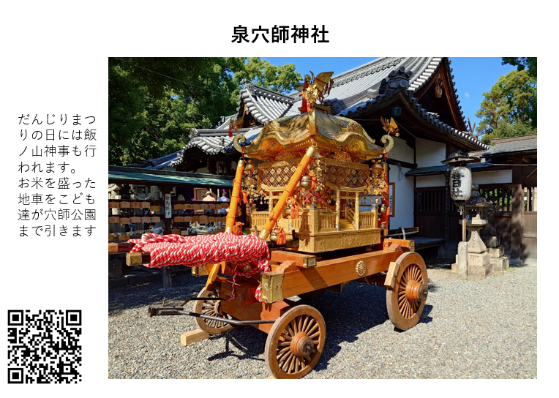 泉穴師神社
だんじりまつ
りの日には飯
ノ山神事も行
われます。
お米を盛った
地車をこども
達が穴師公園
まで引きます